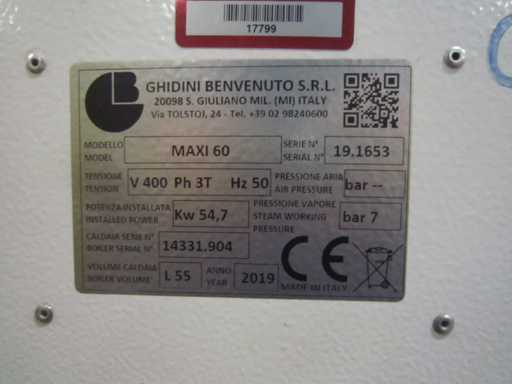 17799
GHIDINI BENVENUTO S.R.L.
20098 S. GIULIANO MIL. (MI) ITALY
Via TOLSTOJ, 24 - Tel. +39 02 98240600
MODELLO
MODEL
MAXI 60
SERIE N°
SERIAL N°
19.1653
TENSIONE
TENSION
V 400 Ph 3T Hz 50
PRESSIONE ARIA
AIR PRESSURE
bar --
POTENZA INSTALLATA
INSTALLED POWER
Kw 54,7
PRESSIONE VAPORE
STEAM WORKING
PRESSURE
bar 7
CALDAIA SERIE N°
BOILER SERIAL N°
14331.904
VOLUME CALDAIA
BOILER VOLUME
L 55
ANNO
YEAR
2019
CE
MADE IN ITALY